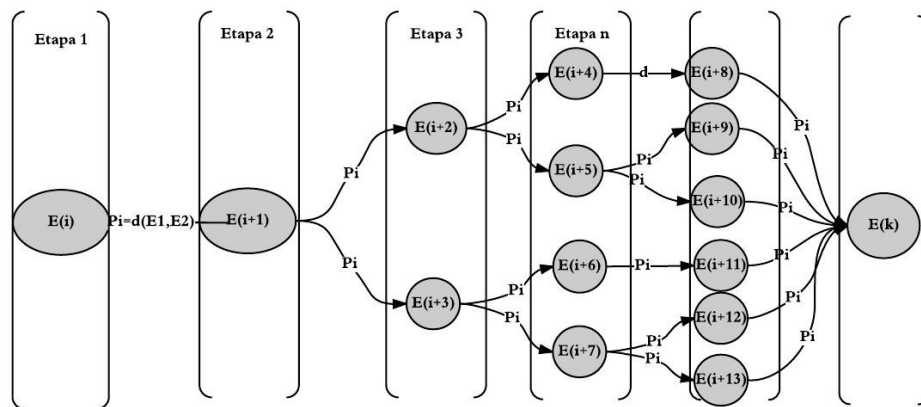 Etapa 1
Etapa 2
Etapa 3
Etapa n
E(i)
Pi=d(E1,E2)
E(i+1)
Pi
Pi
E(i+2)
E(i+3)
Pi
Pi
Pi
Pi
E(i+4)
E(i+5)
E(i+6)
E(i+7)
d
Pi
Pi
Pi
Pi
Pi
E(i+8)
E(i+9)
E(i+10)
E(i+11)
E(i+12)
E(i+13)
Pi
Pi
Pi
Pi
Pi
Pi
E(k)